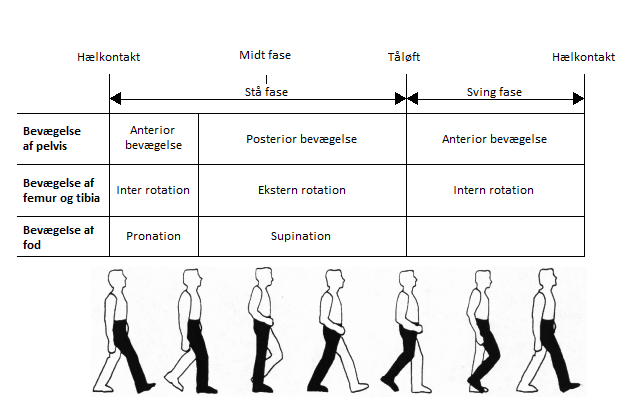 Hælkontakt
Midt fase
Tåløft
Hælkontakt
Stå fase
Sving fase
Bevægelse
af pelvis
Anterior
bevægelse
Posterior bevægelse
Anterior bevægelse
Bevægelse af
femur og tibia
Inter rotation
Ekstern rotation
Intern rotation
Bevægelse af
fod
Pronation
Supination